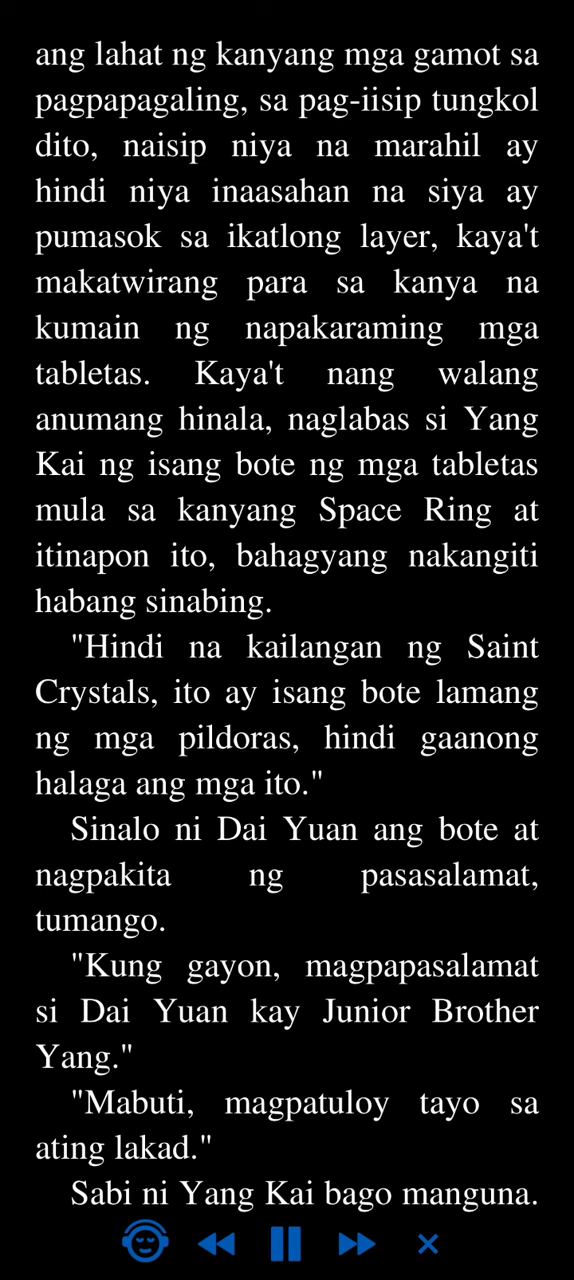 ang lahat ng kanyang mga gamot sa
pagpapagaling, sa pag-iisip tungkol
dito, naisip niya na marahil ay
hindi niya inaasahan na siya ay
pumasok sa ikatlong layer, kaya't
makatwirang para sa kanya na
kumain ng napakaraming mga
tabletas. Kaya't nang walang
anumang hinala, naglabas si Yang
Kai ng isang bote ng mga tabletas
mula sa kanyang Space Ring at
itinapon ito, bahagyang nakangiti
habang sinabing.
"Hindi na kailangan ng Saint
Crystals, ito ay isang bote lamang
ng mga pildoras, hindi gaanong
halaga ang mga ito."
Sinalo ni Dai Yuan ang bote at
nagpakita ng pasasalamat,
tumango.
"Kung gayon, magpapasalamat
si Dai Yuan kay Junior Brother
Yang."
"Mabuti, magpatuloy tayo sa
ating lakad."
Sabi ni Yang Kai bago manguna.